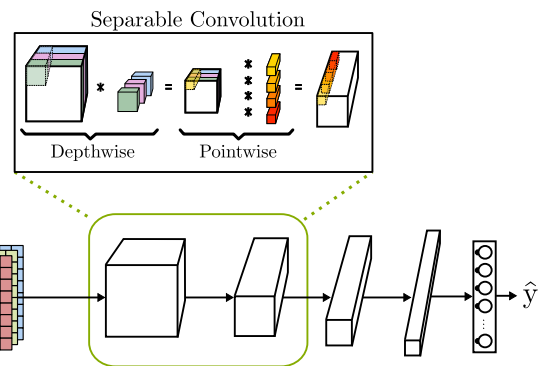 Separable Convolution
* = * * * * =
Depthwise Pointwise
ŷ